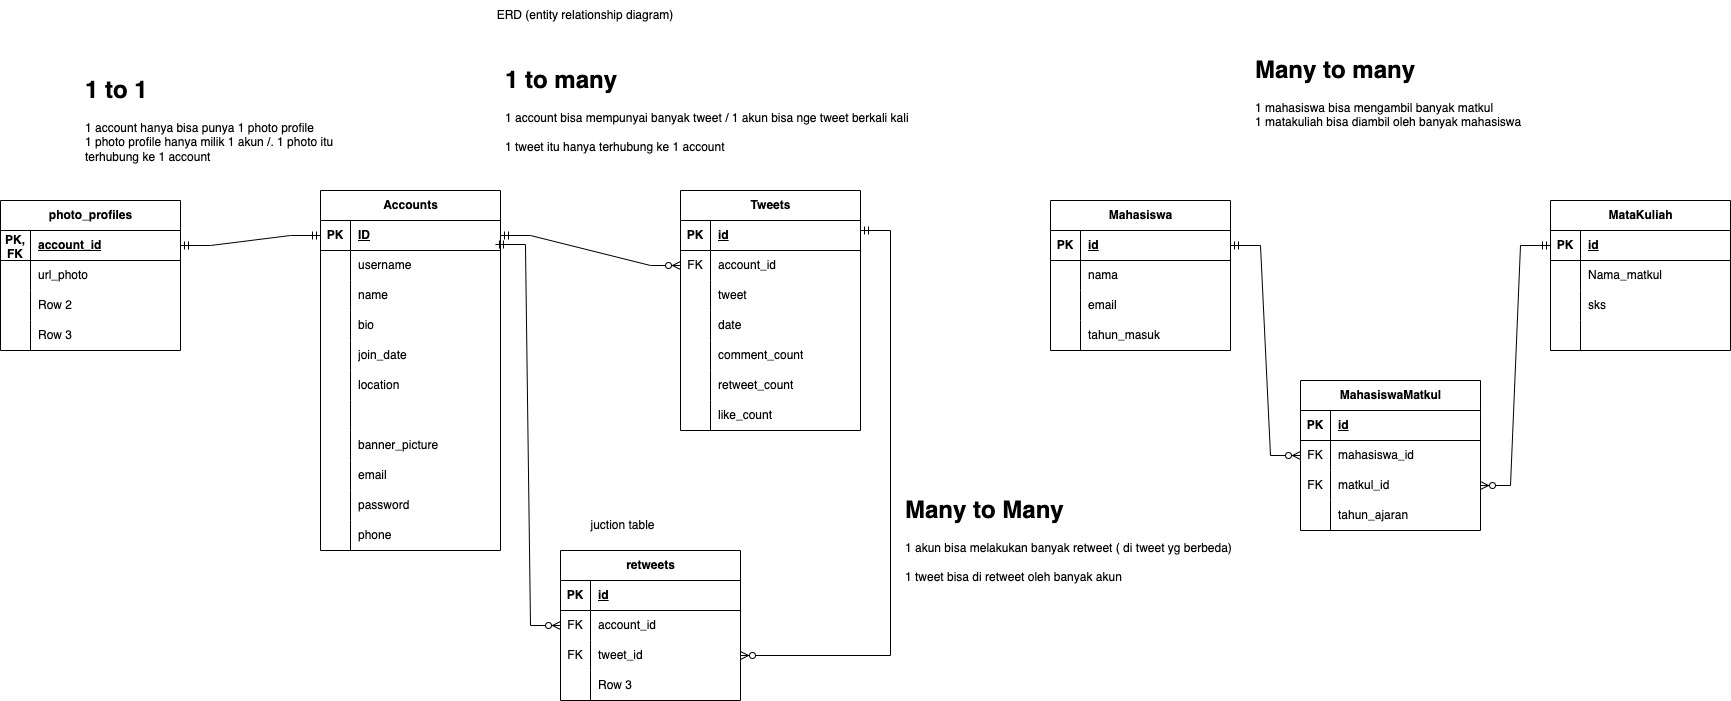 ERD (entity relationship diagram)
1 to 1
1 account hanya bisa punya 1 photo profile
1 photo profile hanya milik 1 akun /. 1 photo itu
terhubung ke 1 account
1 to many
1 account bisa mempunyai banyak tweet / 1 akun bisa nge tweet berkali kali
1 tweet itu hanya terhubung ke 1 account
Many to many
1 mahasiswa bisa mengambil banyak matkul
1 matakuliah bisa diambil oleh banyak mahasiswa
photo_profiles
PK,
FK account_id
url_photo
Row 2
Row 3
Accounts
PK ID
username
name
bio
join_date
location
banner_picture
email
password
phone
Tweets
PK id
FK account_id
tweet
date
comment_count
retweet_count
like_count
Mahasiswa
PK id
nama
email
tahun_masuk
MataKuliah
PK id
Nama_matkul
sks
MahasiswaMatkul
PK id
FK mahasiswa_id
FK matkul_id
tahun_ajaran
juction table
retweets
PK id
FK account_id
FK tweet_id
Row 3
Many to Many
1 akun bisa melakukan banyak retweet ( di tweet yg berbeda)
1 tweet bisa di retweet oleh banyak akun